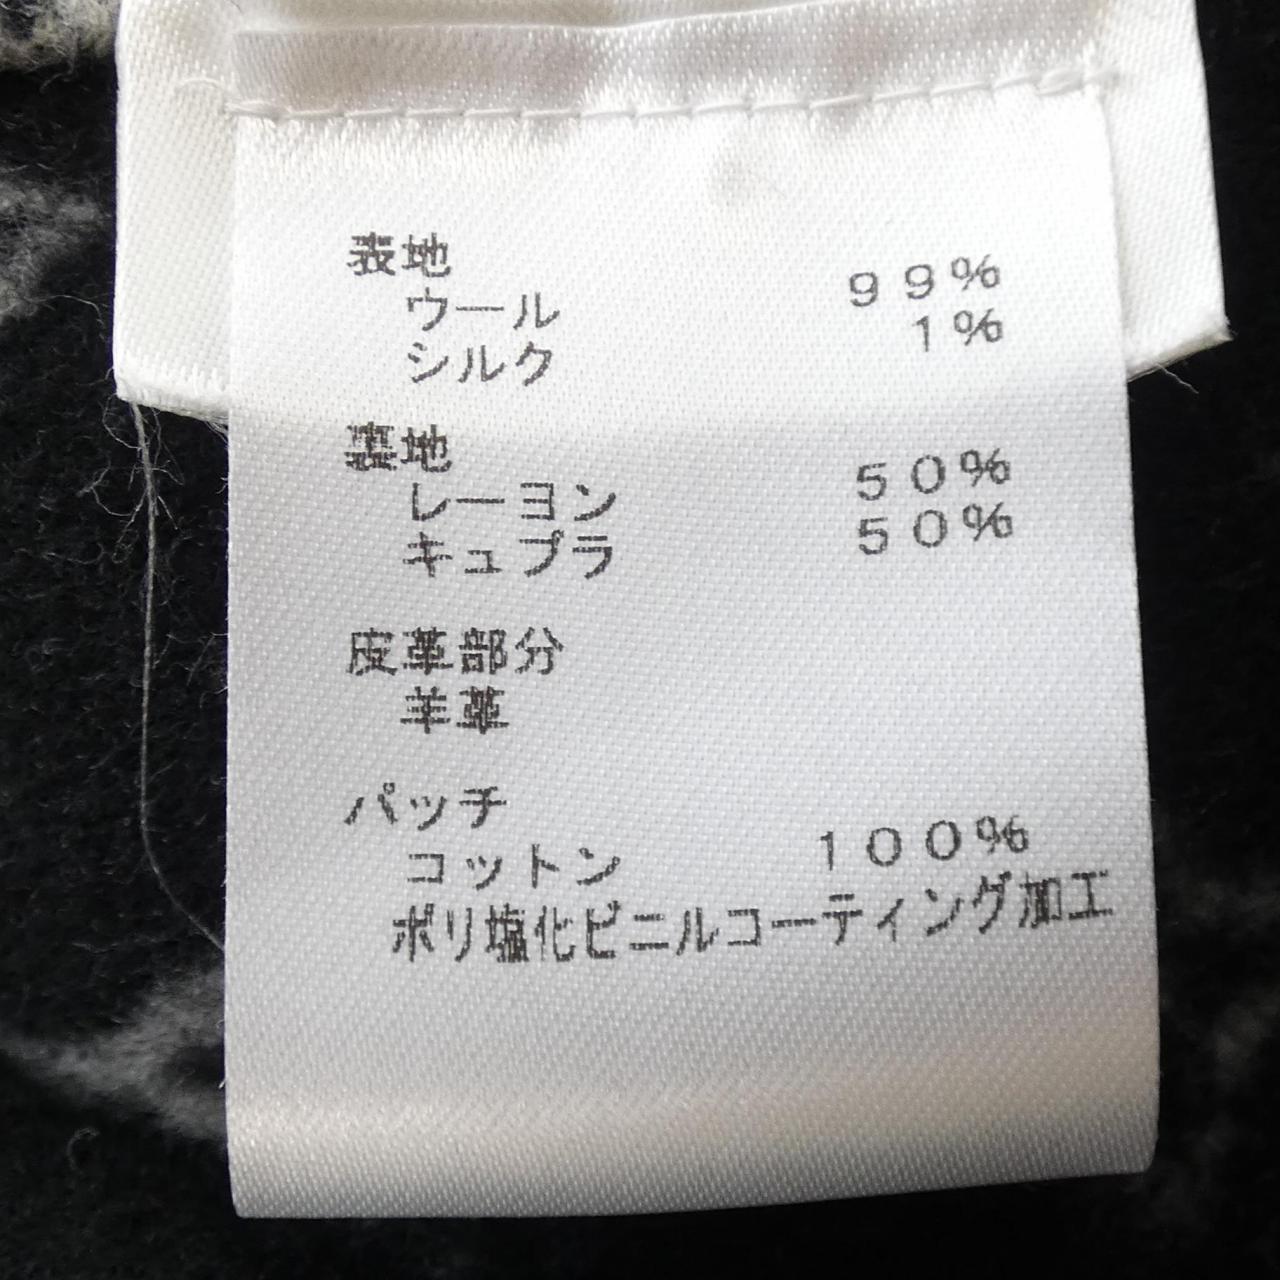 表地
ウール　９９％
シルク　１％
裏地
レーヨン　５０％
キュプラ　５０％
皮革部分
羊革
パッチ
コットン　１００％
ポリ塩化ビニルコーティング加工